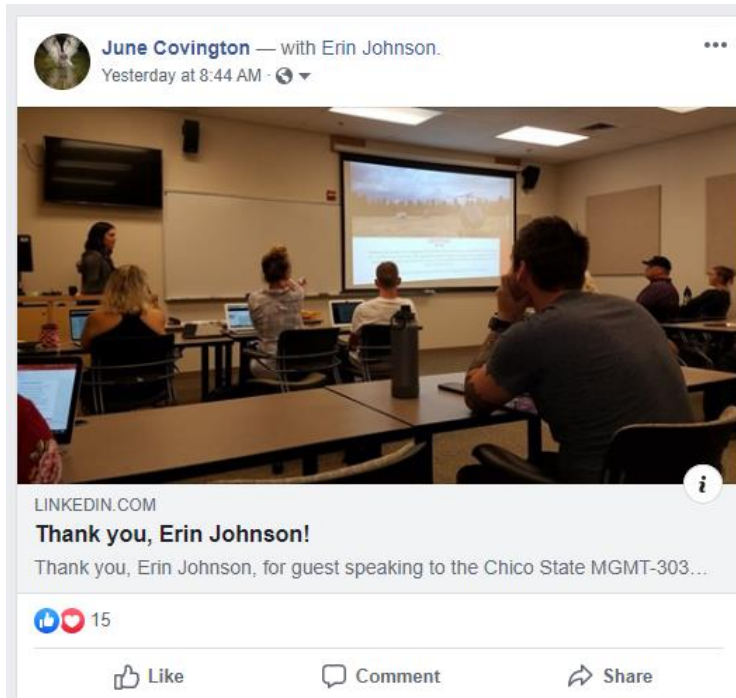 June Covington — with Erin Johnson.
Yesterday at 8:44 AM ·
LINKEDIN.COM
Thank you, Erin Johnson!
Thank you, Erin Johnson, for guest speaking to the Chico State MGMT-303...
15
Like Comment Share